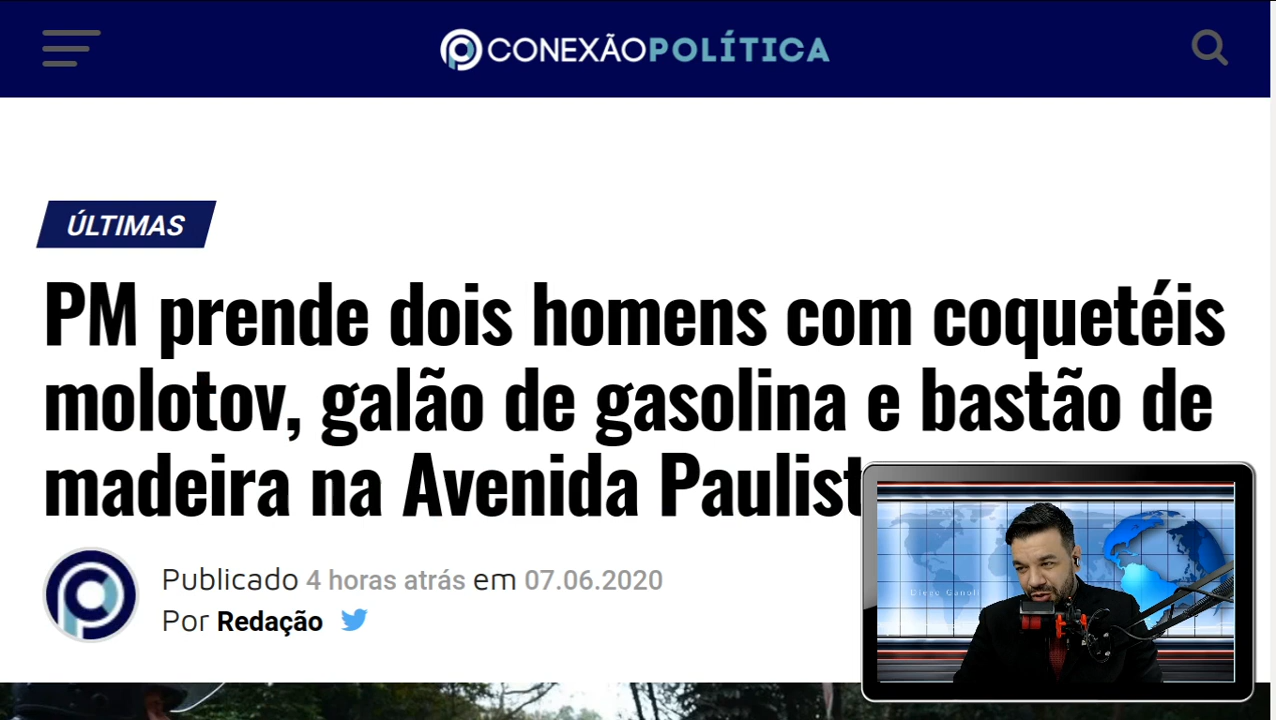 CONEXÃOPOLÍTICA
ÚLTIMAS
PM prende dois homens com coquetéis
molotov, galão de gasolina e bastão de
madeira na Avenida Paulist
Publicado 4 horas atrás em 07.06.2020
Por Redação